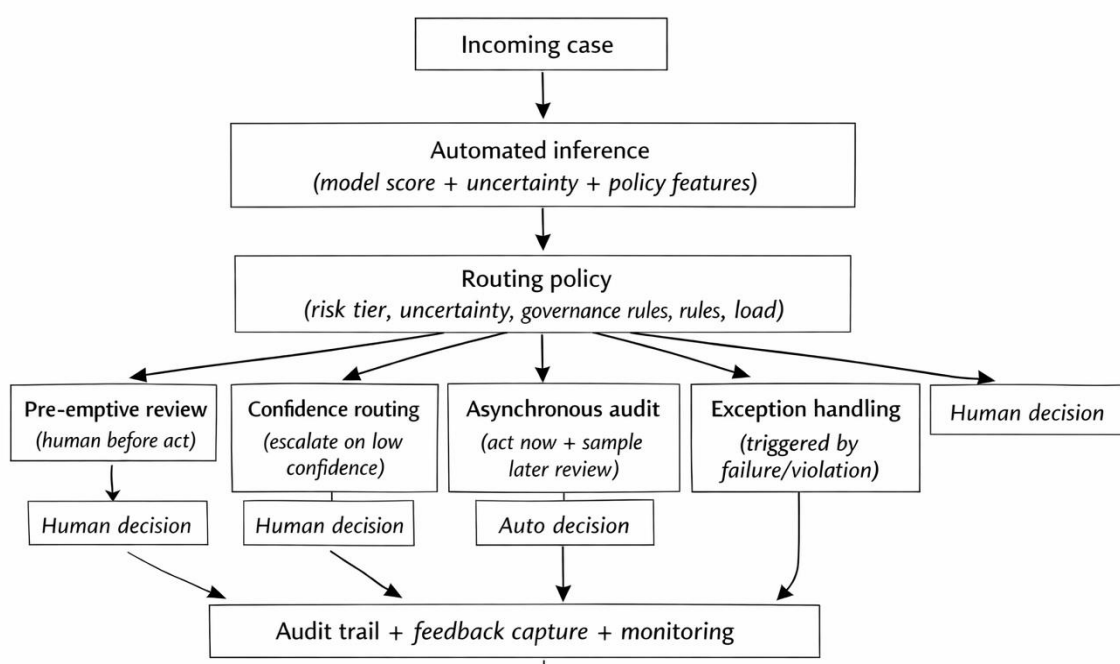 Incoming case
Automated inference
(model score + uncertainty + policy features)
Routing policy
(risk tier, uncertainty, governance rules, rules, load)
Pre-emptive review
(human before act)
Human decision
Confidence routing
(escalate on low
confidence)
Human decision
Asynchronous audit
(act now + sample
later review)
Auto decision
Exception handling
(triggered by
failure/violation)
Human decision
Audit trail + feedback capture + monitoring